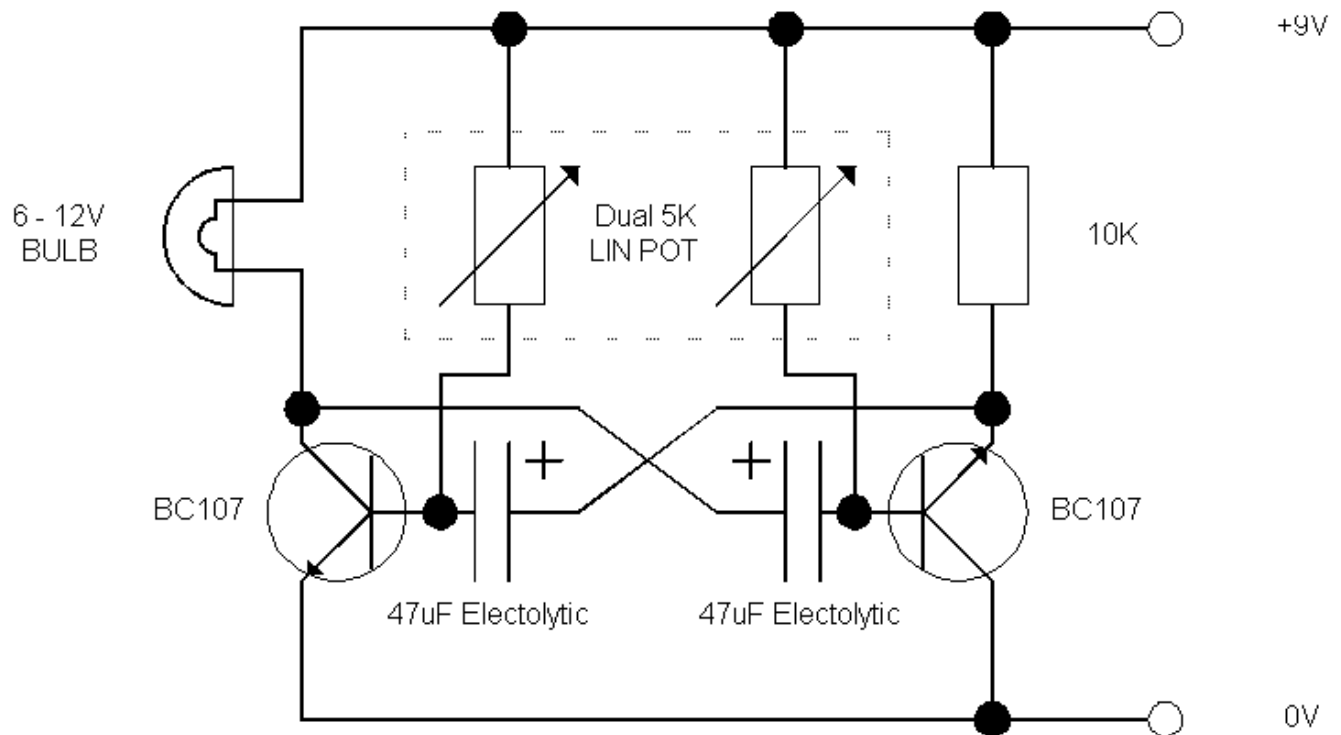 +9V
6 - 12V
BULB
Dual 5K
LIN POT
10K
BC107
BC107
47uF Electolytic
47uF Electolytic
0V